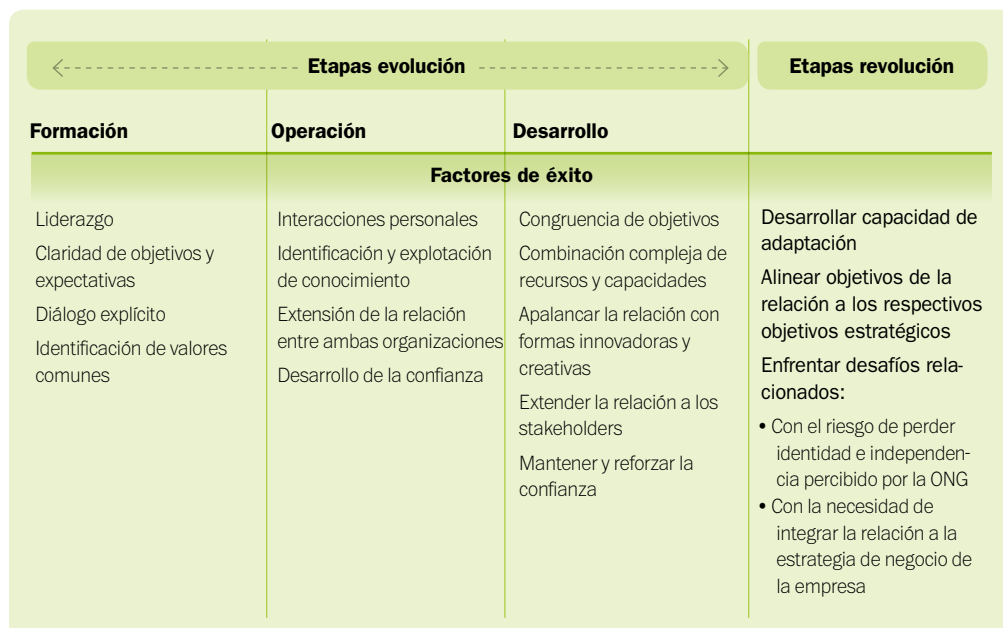 Etapas evolución
Etapas revolución
Formación
Operación
Desarrollo
Factores de éxito
Liderazgo
Claridad de objetivos y
expectativas
Diálogo explícito
Identificación de valores
comunes
Interacciones personales
Identificación y explotación
de conocimiento
Extensión de la relación
entre ambas organizaciones
Desarrollo de la confianza
Congruencia de objetivos
Combinación compleja de
recursos y capacidades
Apalancar la relación con
formas innovadoras y
creativas
Extender la relación a los
stakeholders
Mantener y reforzar la
confianza
Desarrollar capacidad de
adaptación
Alinear objetivos de la
relación a los respectivos
objetivos estratégicos
Enfrentar desafíos rela-
cionados:
• Con el riesgo de perder
identidad e independen-
cia percibido por la ONG
• Con la necesidad de
integrar la relación a la
estrategia de negocio de
la empresa